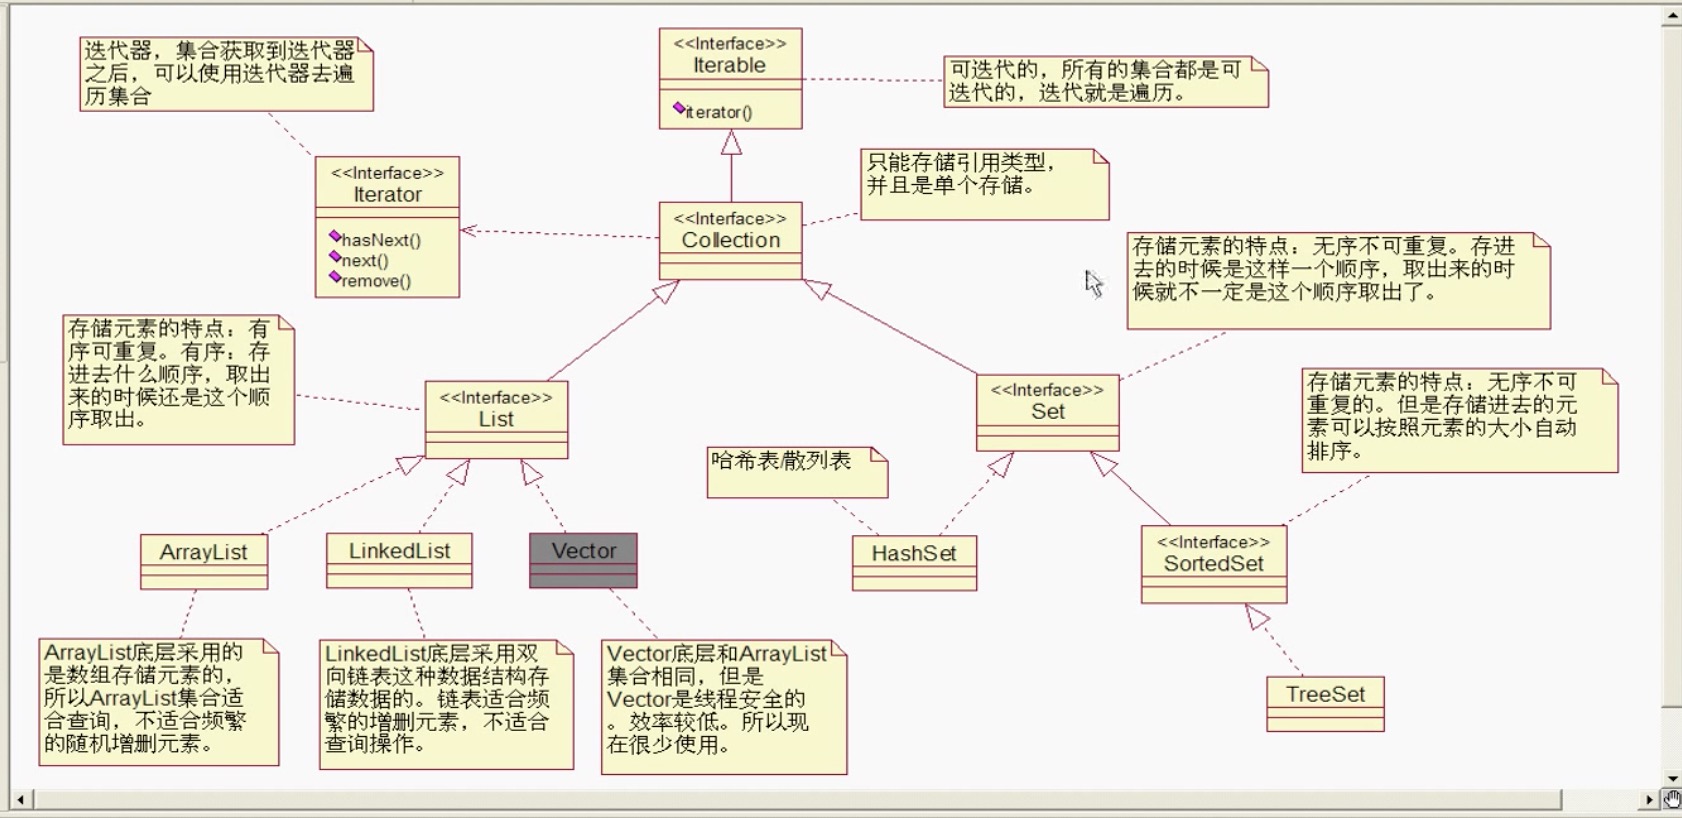 迭代器，集合获取到迭代器
之后，可以使用迭代器去遍
历集合
<<Interface>>
Iterable
iterator()
可迭代的，所有的集合都是可
迭代的，迭代就是遍历。
<<Interface>>
Iterator
hasNext()
next()
remove()
只能存储引用类型，
并且是单个存储。
<<Interface>>
Collection
存储元素的特点：无序不可重复。存进
去的时候是这样一个顺序，取出来的时
候就不一定是这个顺序取出了。
存储元素的特点：有
序可重复。有序：存
进去什么顺序，取出
来的时候还是这个顺
序取出。
<<Interface>>
List
<<Interface>>
Set
存储元素的特点：无序不可
重复的。但是存储进去的元
素可以按照元素的大小自动
排序。
哈希表/散列表
ArrayList
LinkedList
Vector
HashSet
<<Interface>>
SortedSet
ArrayList底层采用的
是数组存储元素的，
所以ArrayList集合适
合查询，不适合频繁
的随机增删元素。
LinkedList底层采用双
向链表这种数据结构存
储数据的。链表适合频
繁的增删元素，不适合
查询操作。
Vector底层和ArrayList
集合相同，但是
Vector是线程安全的
。效率较低。所以现
在很少使用。
TreeSet